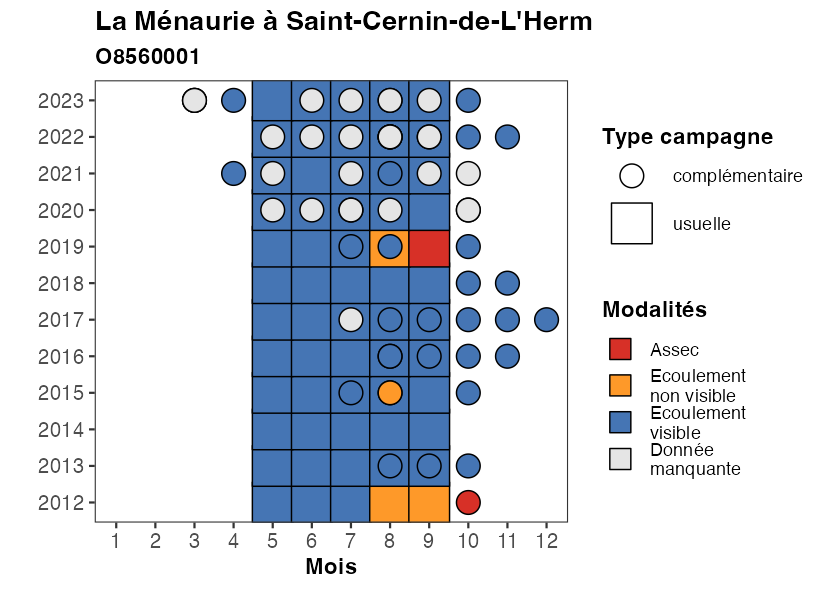 La Ménaurie à Saint-Cernin-de-L'Herm
O8560001
2023
2022
2021
2020
2019
2018
2017
2016
2015
2014
2013
2012
1 2 3 4 5 6 7 8 9 10 11 12
Mois
Type campagne
complémentaire
usuelle
Modalités
Assec
Ecoulement
non visible
Ecoulement
visible
Donnée
manquante